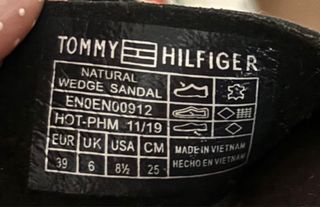 TOMMY HILFIGER
NATURAL
WEDGE SANDAL
EN0EN00912
HOT-PHM 11/19
EUR UK USA CM
39 6 8½ 25
MADE IN VIETNAM
HECHO EN VIETNAM